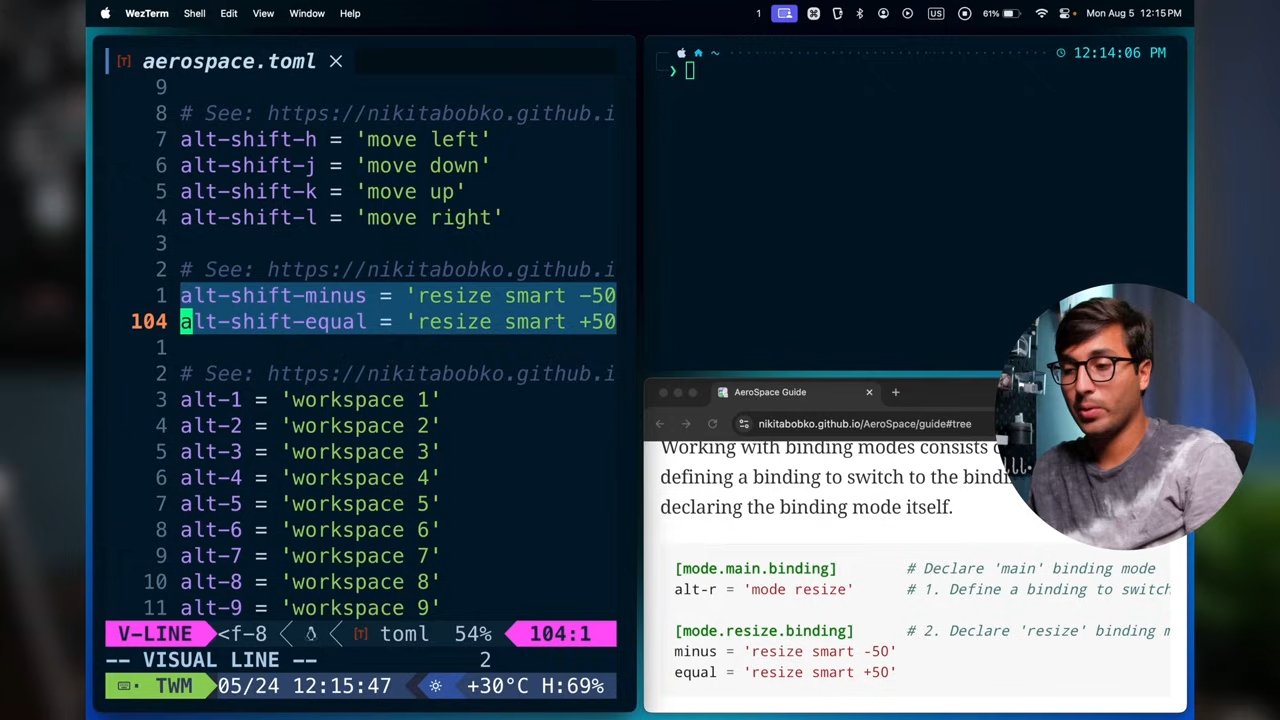 WezTerm Shell Edit View Window Help 1 US 61% Mon Aug 5 12:15 PM
[T] aerospace.toml ×
9
8 # See: https://nikitabobko.github.i
7 alt-shift-h = 'move left'
6 alt-shift-j = 'move down'
5 alt-shift-k = 'move up'
4 alt-shift-l = 'move right'
3
2 # See: https://nikitabobko.github.i
1 alt-shift-minus = 'resize smart -50
104 alt-shift-equal = 'resize smart +50
1
2 # See: https://nikitabobko.github.i
3 alt-1 = 'workspace 1'
4 alt-2 = 'workspace 2'
5 alt-3 = 'workspace 3'
6 alt-4 = 'workspace 4'
7 alt-5 = 'workspace 5'
8 alt-6 = 'workspace 6'
9 alt-7 = 'workspace 7'
10 alt-8 = 'workspace 8'
11 alt-9 = 'workspace 9'
V-LINE <f-8 [T] toml 54% 104:1
-- VISUAL LINE -- 2
TWM 05/24 12:15:47 +30°C H:69%
~ 12:14:06 PM
❯
AeroSpace Guide × +
nikitabobko.github.io/AeroSpace/guide#tree
Working with binding modes consists
defining a binding to switch to the
declaring the binding mode itself.
[mode.main.binding] # Declare 'main' binding mode
alt-r = 'mode resize' # 1. Define a binding to switch
[mode.resize.binding] # 2. Declare 'resize' binding m
minus = 'resize smart -50'
equal = 'resize smart +50'